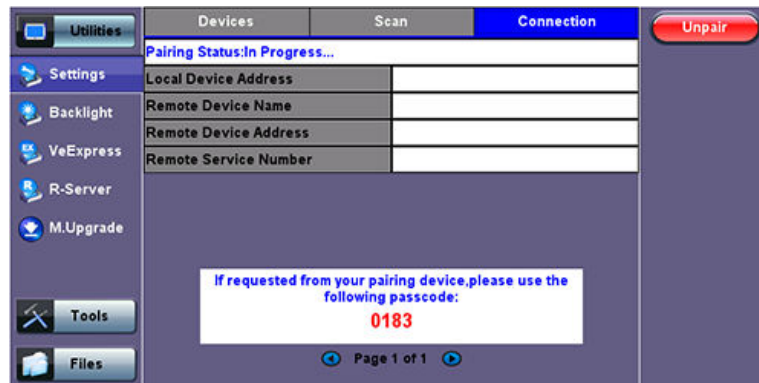 Utilities
Settings
Backlight
VeExpress
R-Server
M.Upgrade
Tools
Files
Devices Scan Connection
Pairing Status:In Progress...
Local Device Address
Remote Device Name
Remote Device Address
Remote Service Number
If requested from your pairing device,please use the
following passcode:
0183
Page 1 of 1
Unpair